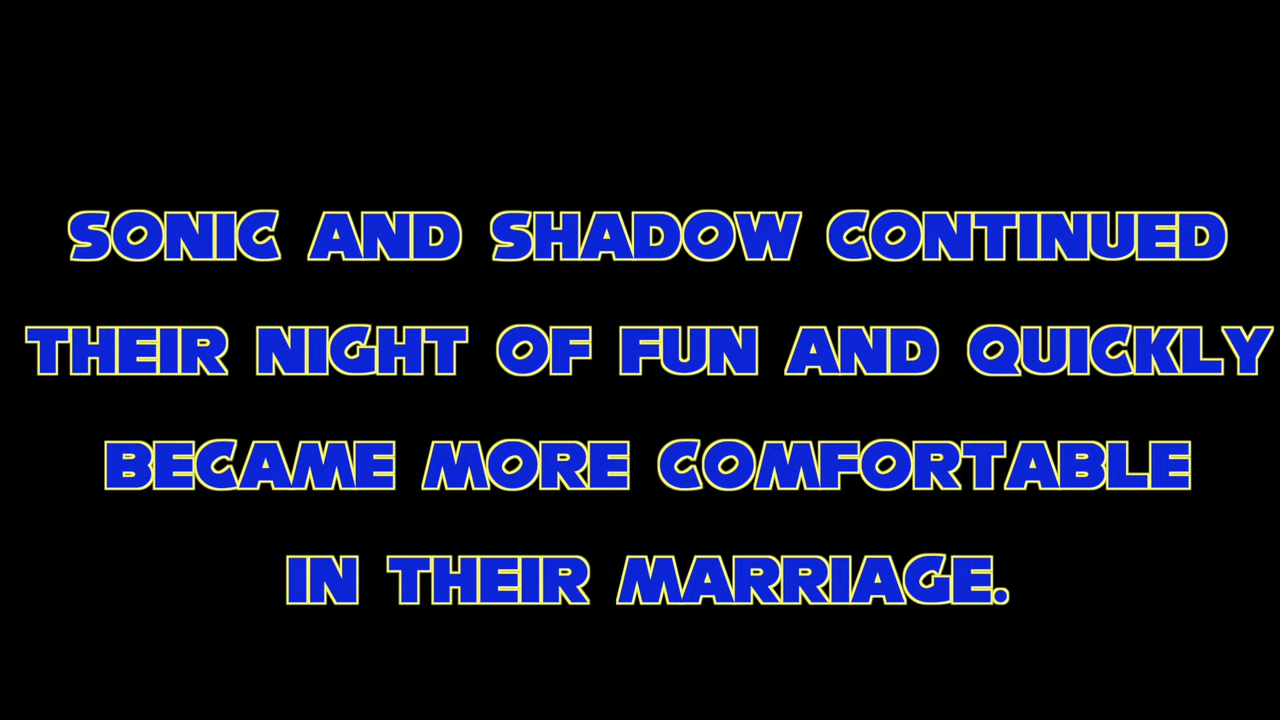 SONIC AND SHADOW CONTINUED
THEIR NIGHT OF FUN AND QUICKLY
BECAME MORE COMFORTABLE
IN THEIR MARRIAGE.